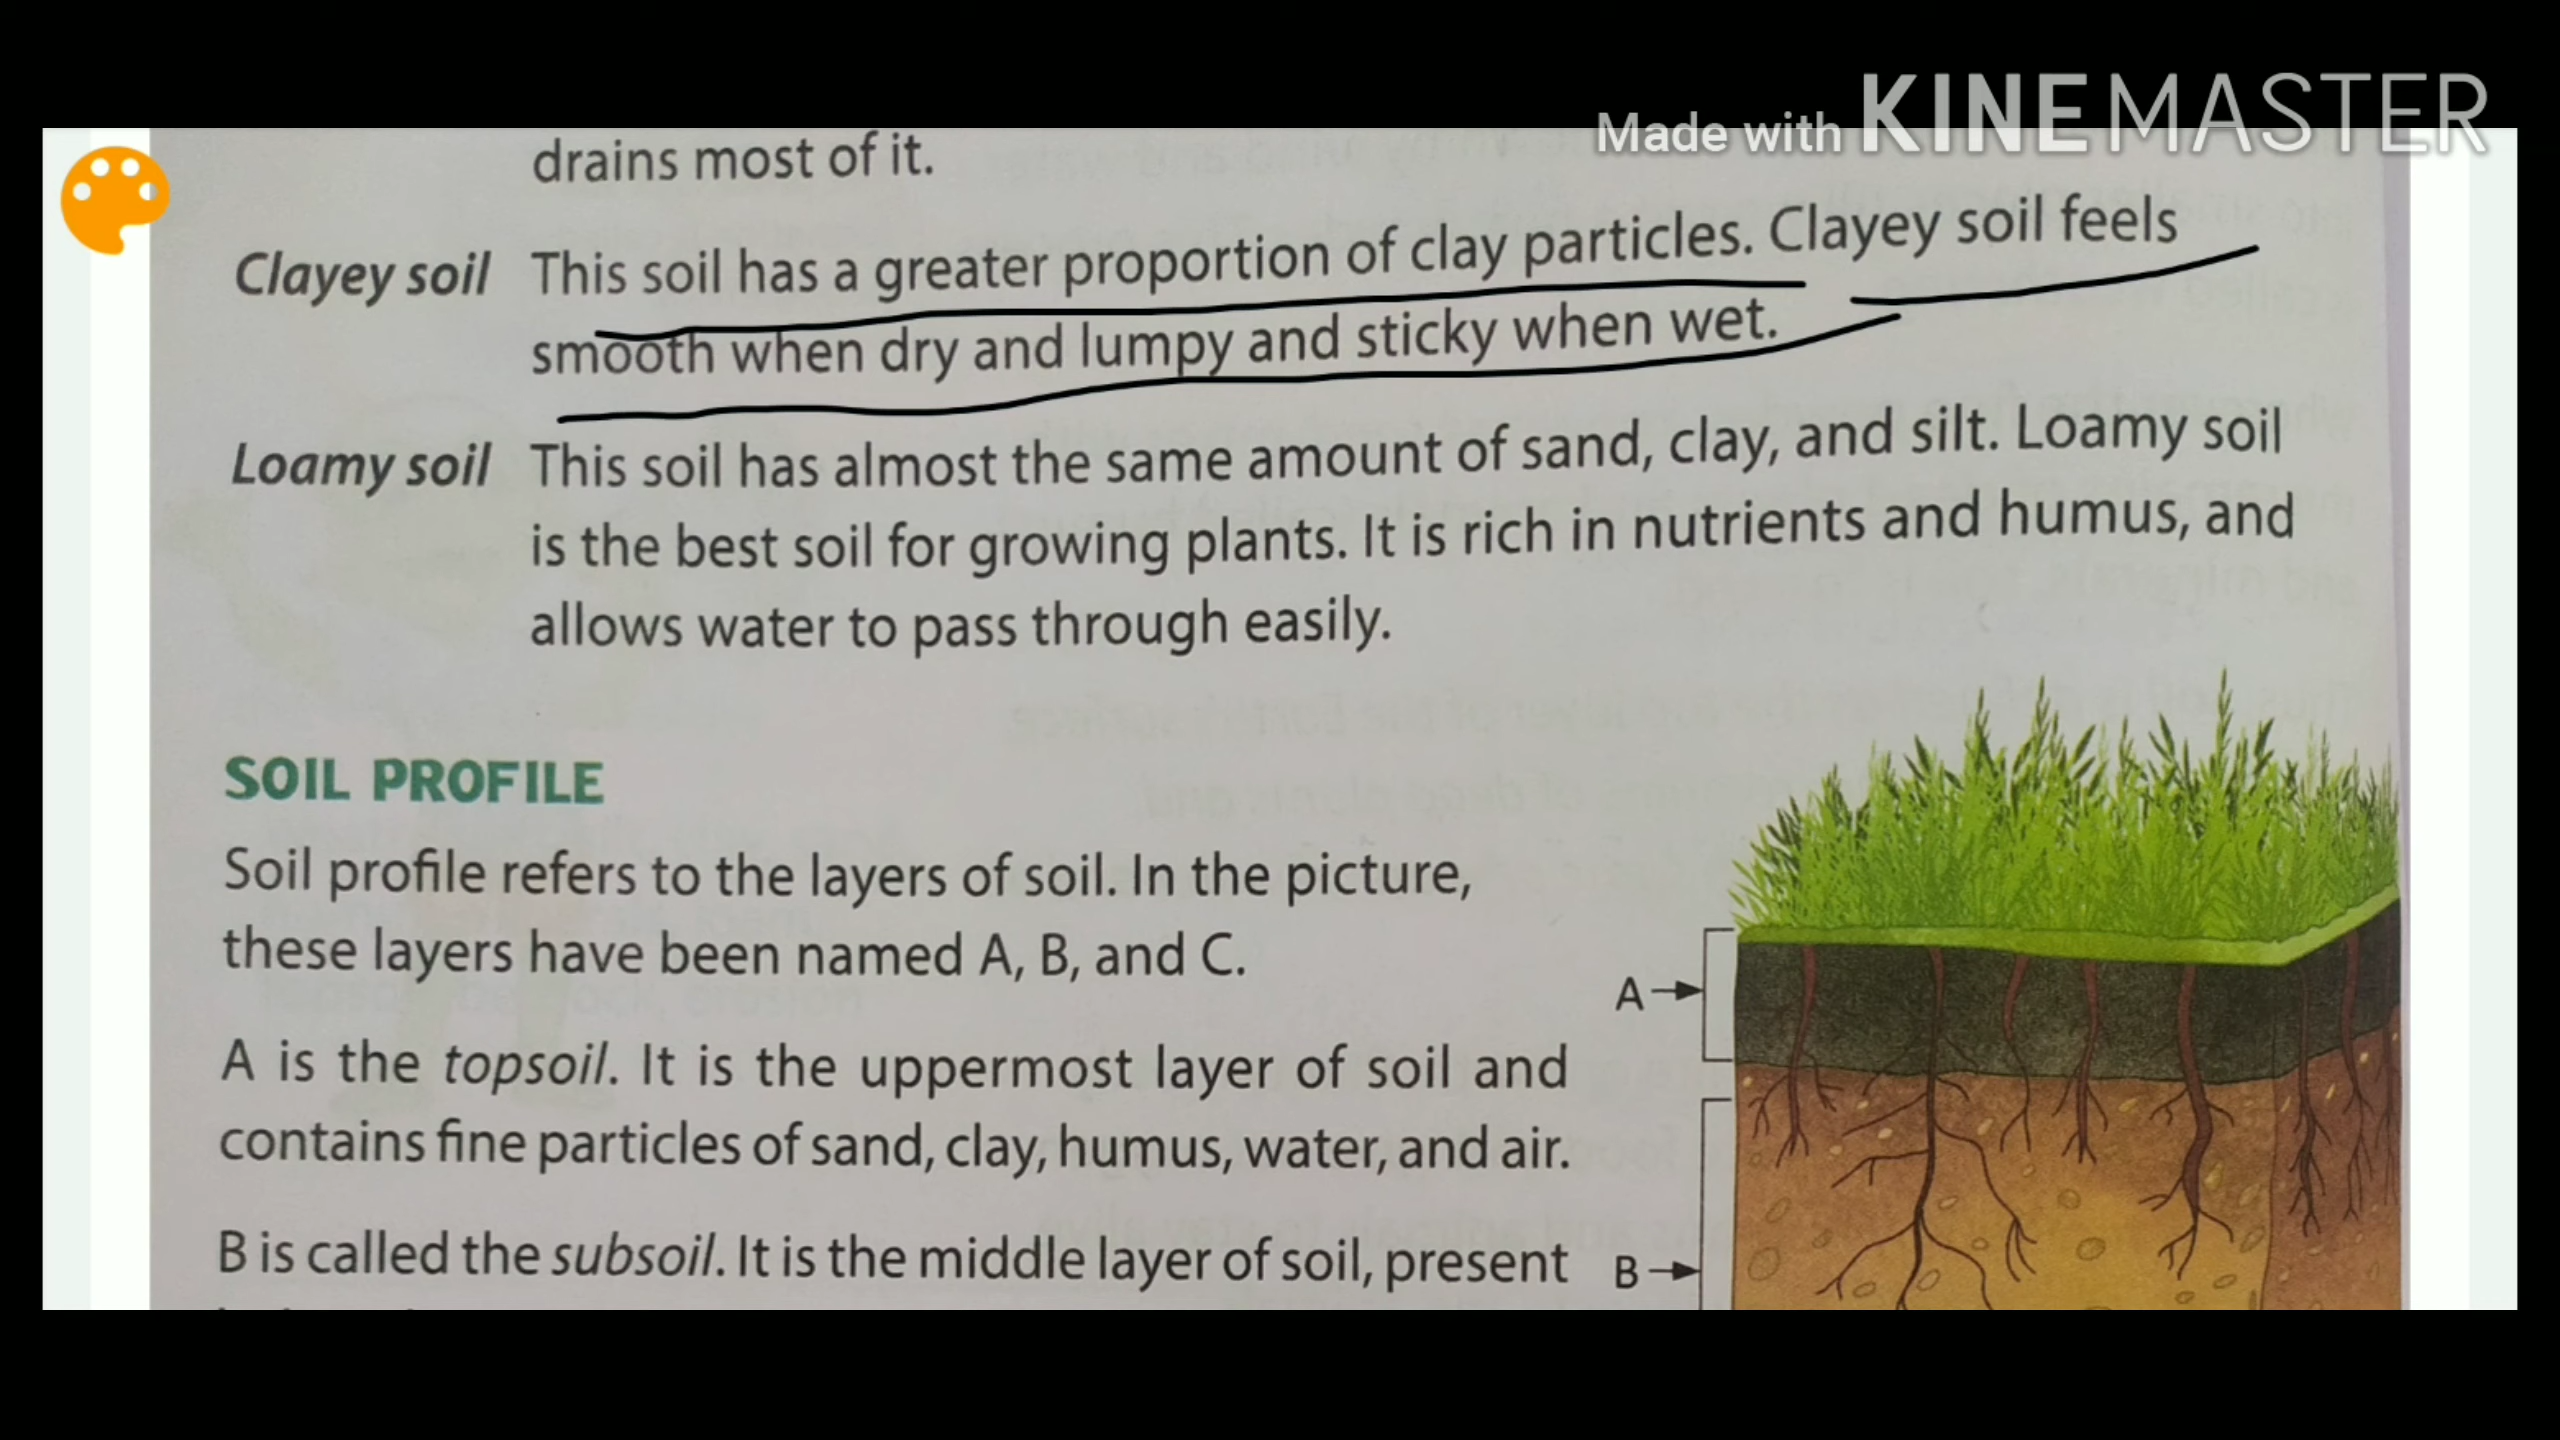 Made with KINEMASTER
drains most of it.
Clayey soil This soil has a greater proportion of clay particles. Clayey soil feels
smooth when dry and lumpy and sticky when wet.
Loamy soil This soil has almost the same amount of sand, clay, and silt. Loamy soil
is the best soil for growing plants. It is rich in nutrients and humus, and
allows water to pass through easily.
SOIL PROFILE
Soil profile refers to the layers of soil. In the picture,
these layers have been named A, B, and C.
A
A is the topsoil. It is the uppermost layer of soil and
contains fine particles of sand, clay, humus, water, and air.
B is called the subsoil. It is the middle layer of soil, present
B